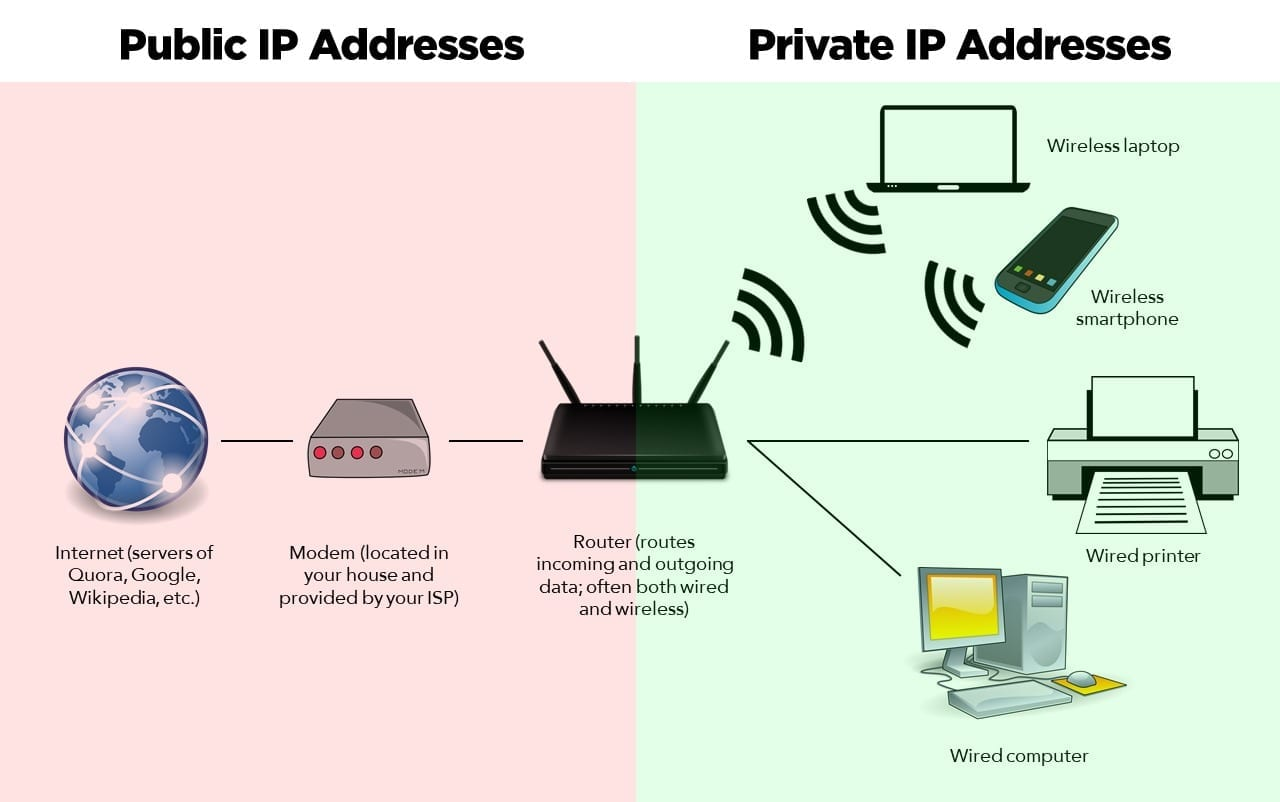 Public IP Addresses
Private IP Addresses
Wireless laptop
Wireless
smartphone
Internet (servers of
Quora, Google,
Wikipedia, etc.)
Modem (located in
your house and
provided by your ISP)
MODEM
Router (routes
incoming and outgoing
data; often both wired
and wireless)
Wired printer
Wired computer